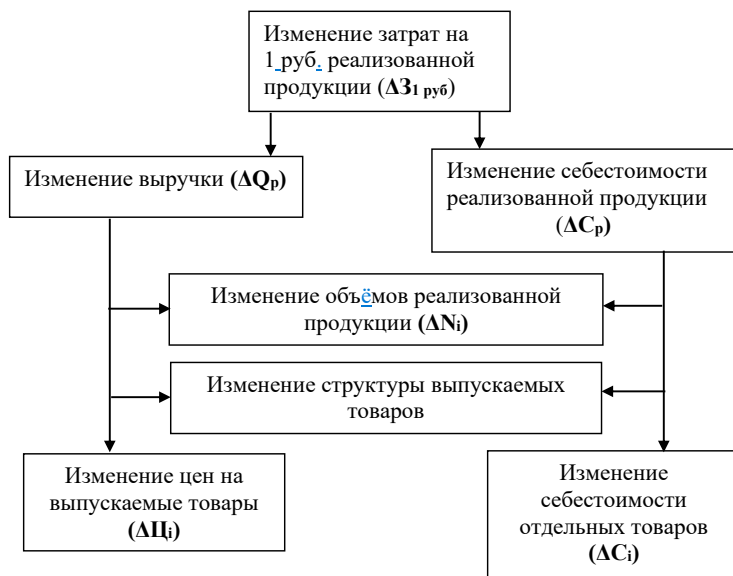 Изменение затрат на
1 руб. реализованной
продукции (ΔЗ1 руб)
Изменение выручки (ΔQр)
Изменение себестоимости
реализованной продукции
(ΔСр)
Изменение объёмов реализованной
продукции (ΔNi)
Изменение структуры выпускаемых
товаров
Изменение цен на
выпускаемые товары
(ΔЦi)
Изменение
себестоимости
отдельных товаров
(ΔСi)